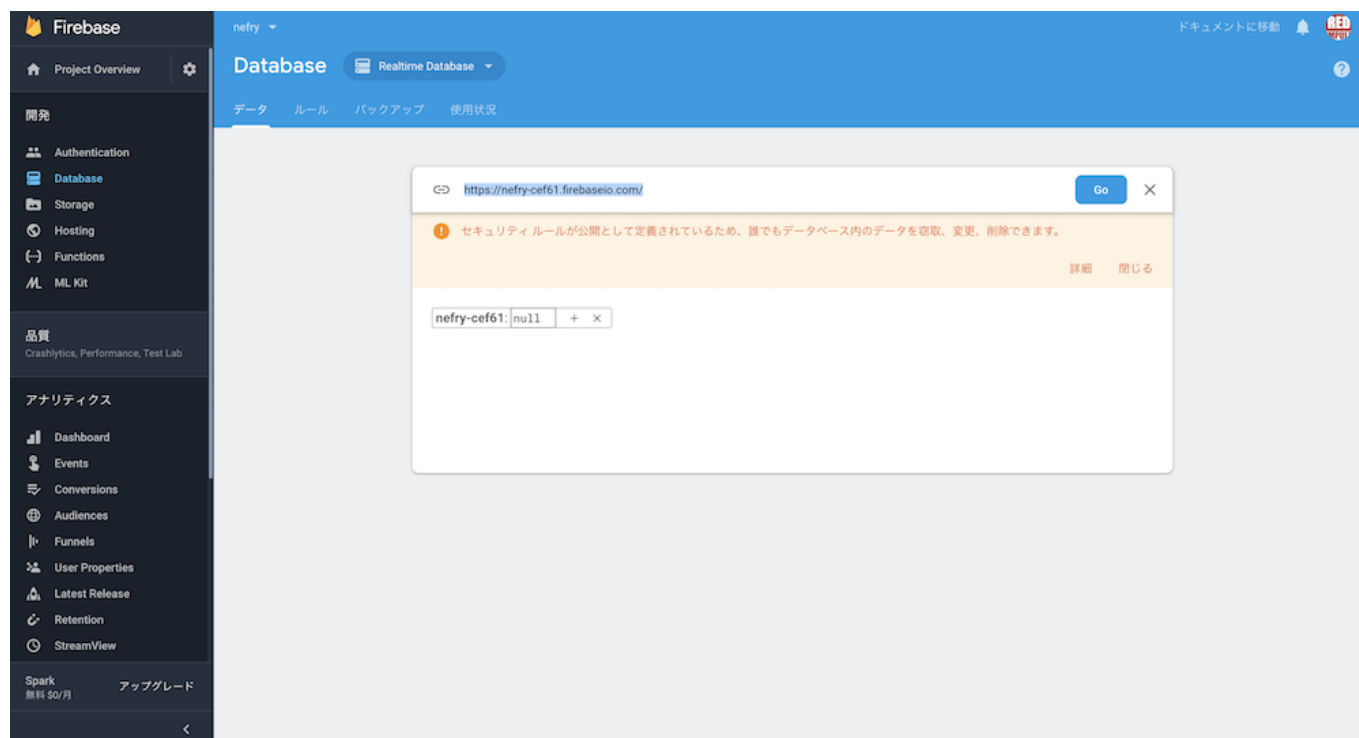 Firebase
nefry
ドキュメントに移動
RED
Project Overview
Database
Realtime Database
開発
データ ルール バックアップ 使用状況
Authentication
Database
Storage
Hosting
Functions
ML Kit
https://nefry-cef61.firebaseio.com/
Go
セキュリティ ルールが公開として定義されているため、誰でもデータベース内のデータを窃取、変更、削除できます。
詳細 閉じる
nefry-cef61: null
品質
Crashlytics, Performance, Test Lab
アナリティクス
Dashboard
Events
Conversions
Audiences
Funnels
User Properties
Latest Release
Retention
StreamView
Spark
無料 $0/月
アップグレード